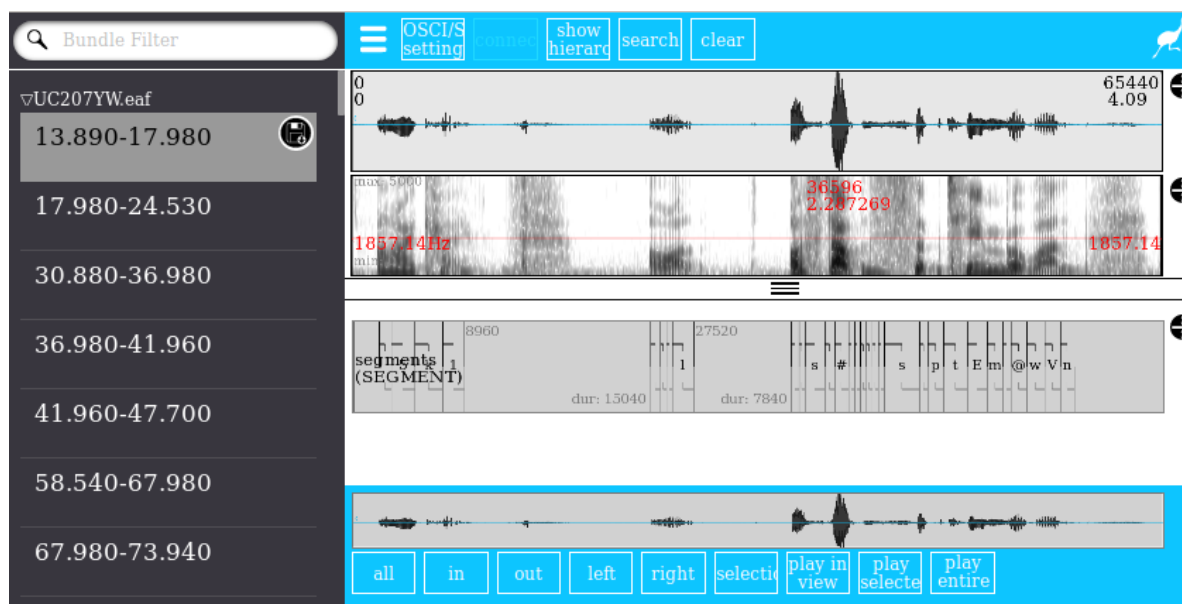 Bundle Filter
▽UC207YW.eaf
13.890-17.980
17.980-24.530
30.880-36.980
36.980-41.960
41.960-47.700
58.540-67.980
67.980-73.940
OSCI/S
setting
connec
show
hierarc
search
clear
0
0
65440
4.09
max: 5000
36596
2.287269
1857.14Hz
1857.14
min
8960
27520
segments
(SEGMENT)
k 1 l s # s p t E m @ w V n
dur: 15040
dur: 7840
all
in
out
left
right
selectio
play in
view
play
selecte
play
entire